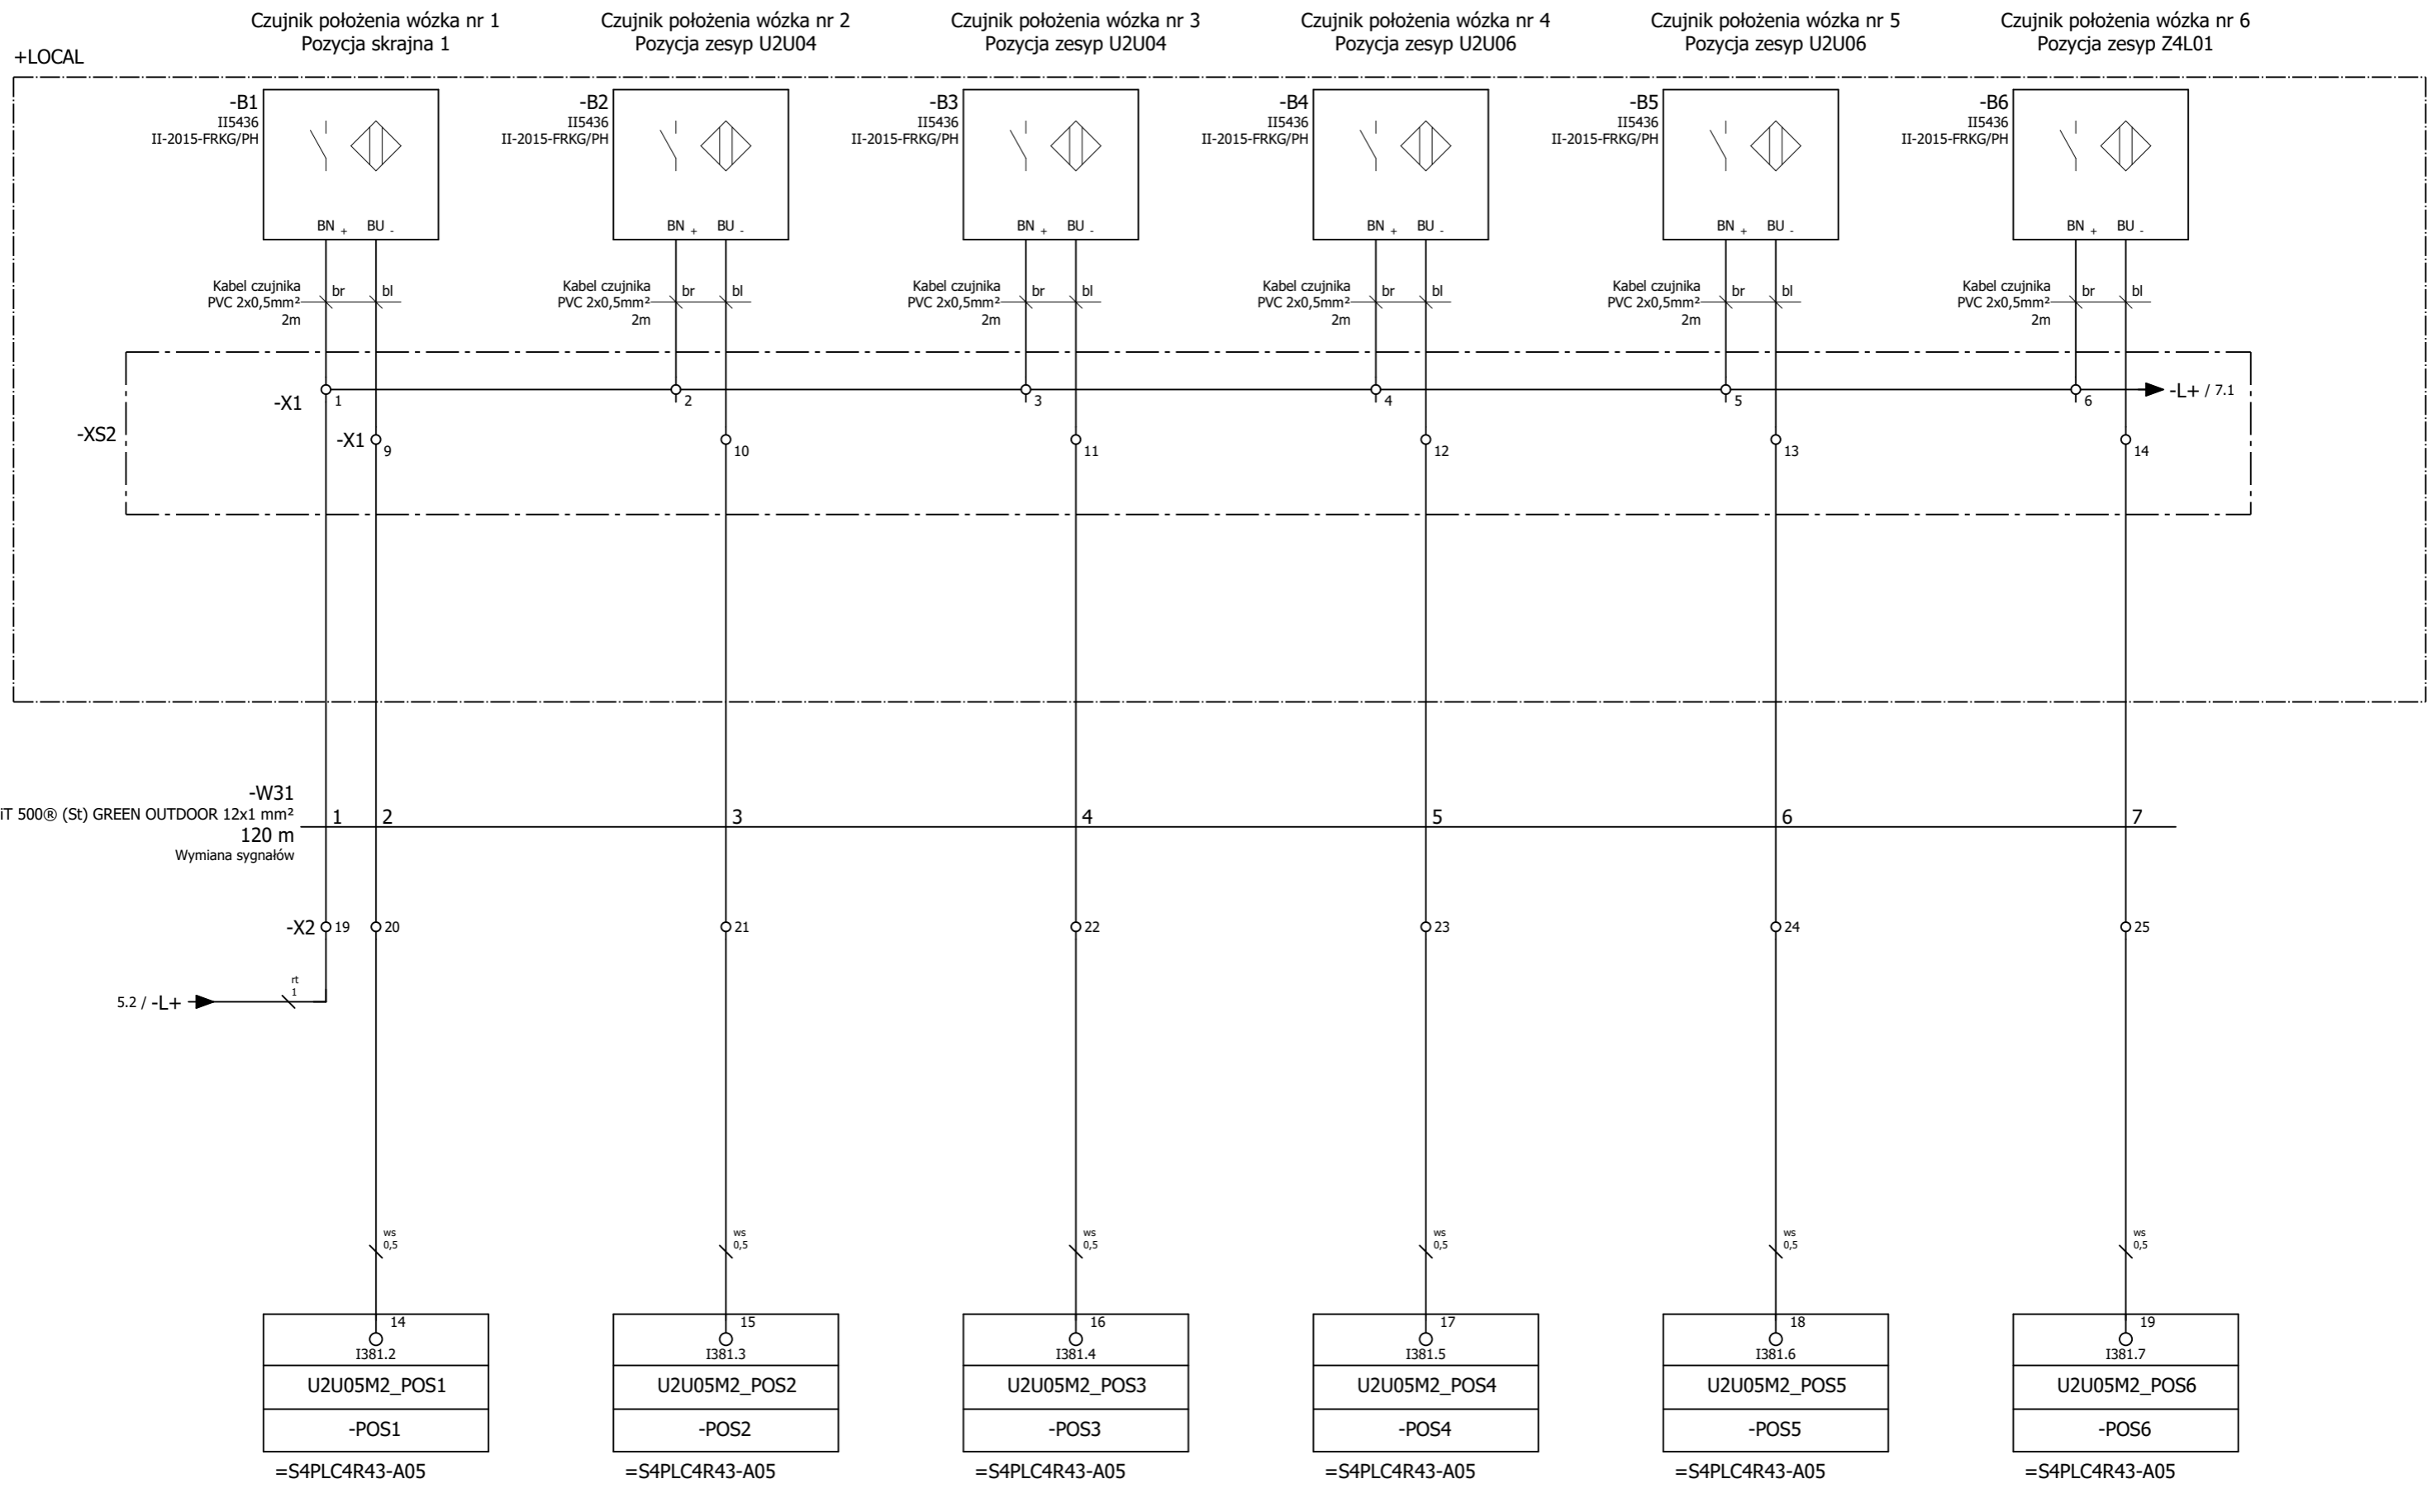 Czujnik położenia wózka nr 1
Pozycja skrajna 1
Czujnik położenia wózka nr 2
Pozycja zesyp U2U04
Czujnik położenia wózka nr 3
Pozycja zesyp U2U04
Czujnik położenia wózka nr 4
Pozycja zesyp U2U06
Czujnik położenia wózka nr 5
Pozycja zesyp U2U06
Czujnik położenia wózka nr 6
Pozycja zesyp Z4L01
+LOCAL
-B1
II5436
II-2015-FRKG/PH
BN + BU -
-B2
II5436
II-2015-FRKG/PH
BN + BU -
-B3
II5436
II-2015-FRKG/PH
BN + BU -
-B4
II5436
II-2015-FRKG/PH
BN + BU -
-B5
II5436
II-2015-FRKG/PH
BN + BU -
-B6
II5436
II-2015-FRKG/PH
BN + BU -
Kabel czujnika
PVC 2x0,5mm²
2m
br bl
Kabel czujnika
PVC 2x0,5mm²
2m
br bl
Kabel czujnika
PVC 2x0,5mm²
2m
br bl
Kabel czujnika
PVC 2x0,5mm²
2m
br bl
Kabel czujnika
PVC 2x0,5mm²
2m
br bl
Kabel czujnika
PVC 2x0,5mm²
2m
br bl
-X1 1 2 3 4 5 6 -L+ / 7.1
-XS2
-X1 9 10 11 12 13 14
-W31
iT 500® (St) GREEN OUTDOOR 12x1 mm²
120 m
Wymiana sygnałów
1 2 3 4 5 6 7
-X2 19 20 21 22 23 24 25
5.2 / -L+
rt
1
ws
0,5
ws
0,5
ws
0,5
ws
0,5
ws
0,5
ws
0,5
14
I381.2
U2U05M2_POS1
-POS1
=S4PLC4R43-A05
15
I381.3
U2U05M2_POS2
-POS2
=S4PLC4R43-A05
16
I381.4
U2U05M2_POS3
-POS3
=S4PLC4R43-A05
17
I381.5
U2U05M2_POS4
-POS4
=S4PLC4R43-A05
18
I381.6
U2U05M2_POS5
-POS5
=S4PLC4R43-A05
19
I381.7
U2U05M2_POS6
-POS6
=S4PLC4R43-A05